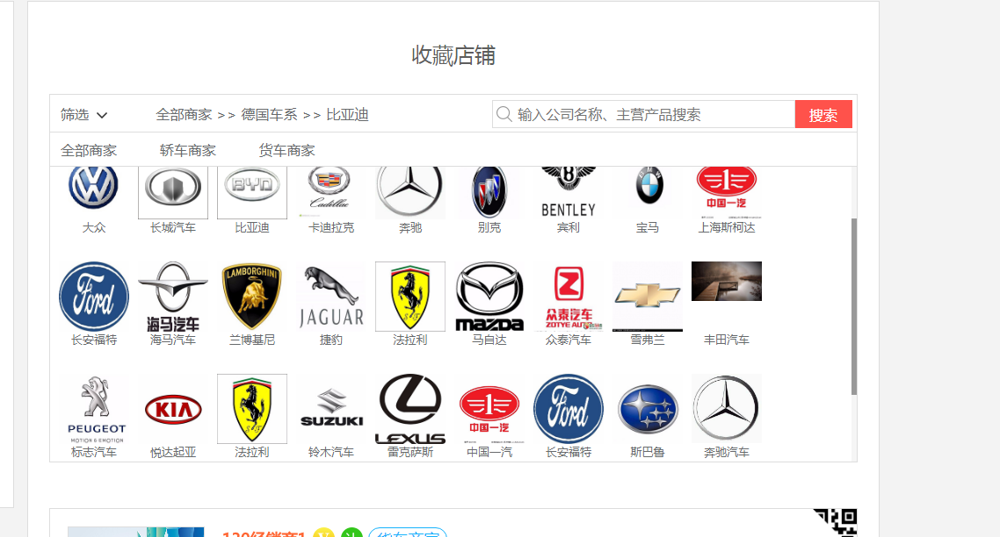 收藏店铺
筛选
全部商家 >> 德国车系 >> 比亚迪
输入公司名称、主营产品搜索
搜索
全部商家 轿车商家 货车商家
BYD
Cadillac
BENTLEY
BMW
中国一汽
大众 长城汽车 比亚迪 卡迪拉克 奔驰 别克 宾利 宝马 上海斯柯达
Ford
海马汽车
LAMBORGHINI
JAGUAR
S F
mazda
众泰汽车
ZOTYE AUTO
长安福特 海马汽车 兰博基尼 捷豹 法拉利 马自达 众泰汽车 雪弗兰 丰田汽车
PEUGEOT
MOTION & EMOTION
KIA
S F
SUZUKI
LEXUS
中国一汽
Ford
标志汽车 悦达起亚 法拉利 铃木汽车 雷克萨斯 中国一汽 长安福特 斯巴鲁 奔驰汽车